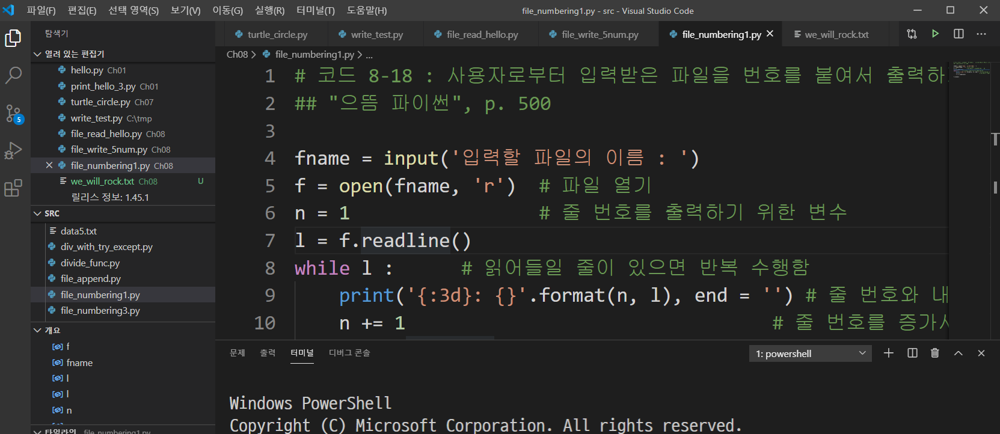 파일(F) 편집(E) 선택 영역(S) 보기(V) 이동(G) 실행(R) 터미널(T) 도움말(H) file_numbering1.py - src - Visual Studio Code
탐색기
열려 있는 편집기
hello.py Ch01
print_hello_3.py Ch01
turtle_circle.py Ch07
write_test.py C:\tmp
file_read_hello.py Ch08
file_write_5num.py Ch08
file_numbering1.py Ch08
we_will_rock.txt Ch08 U
릴리스 정보: 1.45.1
5
SRC
data5.txt
div_with_try_except.py
divide_func.py
file_append.py
file_numbering1.py
file_numbering3.py
개요
f
fname
l
l
n
타임라인 file_numbering1.py
turtle_circle.py write_test.py file_read_hello.py file_write_5num.py file_numbering1.py we_will_rock.txt
Ch08 > file_numbering1.py > ...
1 # 코드 8-18 : 사용자로부터 입력받은 파일을 번호를 붙여서 출력하
2 ## "으뜸 파이썬", p. 500
3
4 fname = input('입력할 파일의 이름 : ')
5 f = open(fname, 'r') # 파일 열기
6 n = 1 # 줄 번호를 출력하기 위한 변수
7 l = f.readline()
8 while l : # 읽어들일 줄이 있으면 반복 수행함
9 print('{:3d}: {}'.format(n, l), end = '') # 줄 번호와 내
10 n += 1 # 줄 번호를 증가시
문제 출력 터미널 디버그 콘솔 1: powershell
Windows PowerShell
Copyright (C) Microsoft Corporation. All rights reserved.